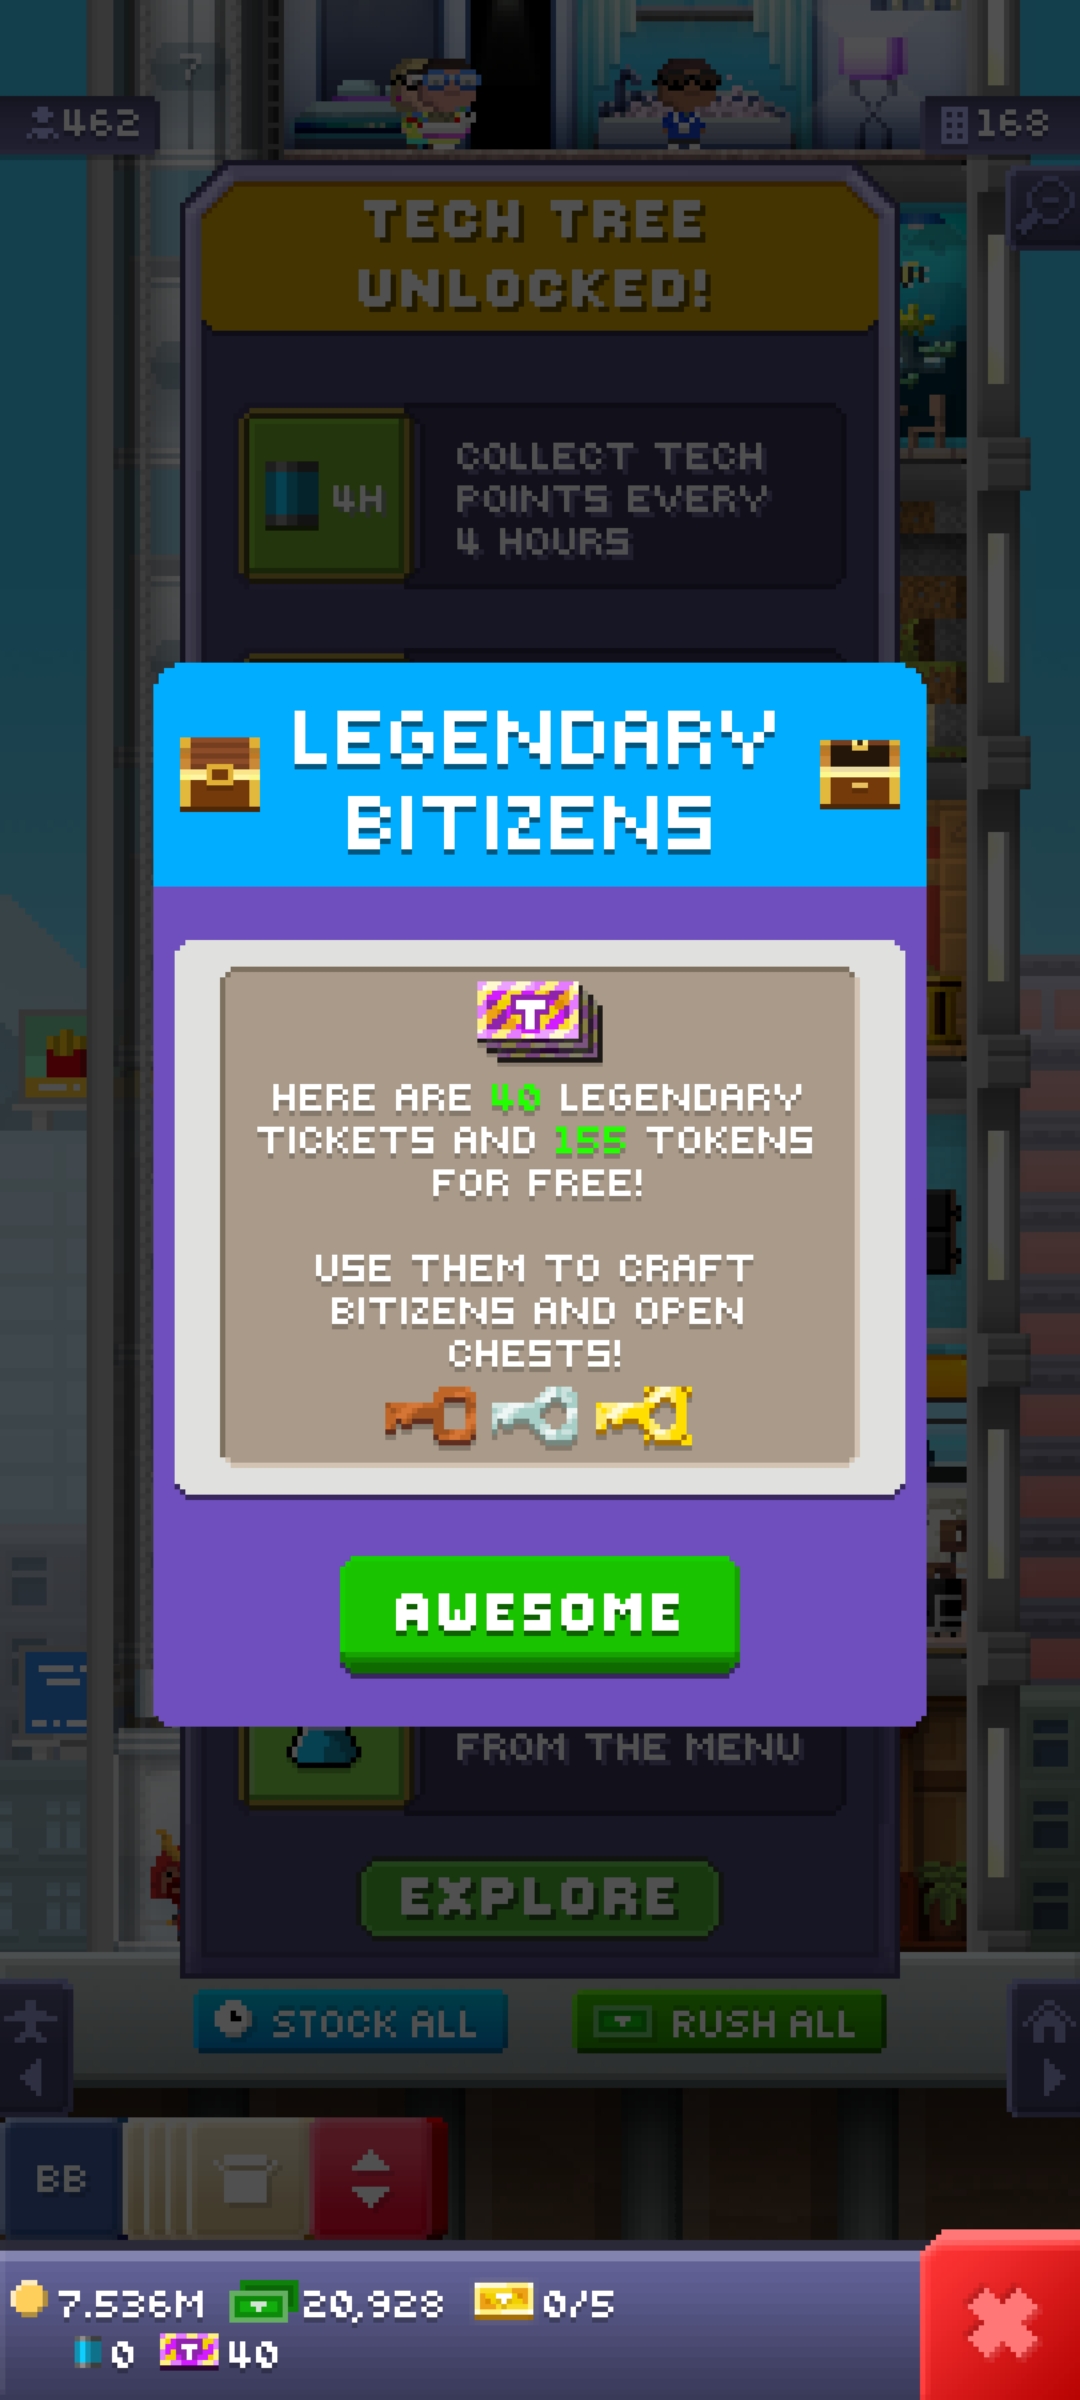 ?
462
168
TECH TREE
UNLOCKED!
4H
COLLECT TECH
POINTS EVERY
4 HOURS
LEGENDARY
BITIZENS
T
HERE ARE 40 LEGENDARY
TICKETS AND 155 TOKENS
FOR FREE!
USE THEM TO CRAFT
BITIZENS AND OPEN
CHESTS!
AWESOME
FROM THE MENU
EXPLORE
STOCK ALL
RUSH ALL
BB
7.536M
20,928
0/5
0
T
40